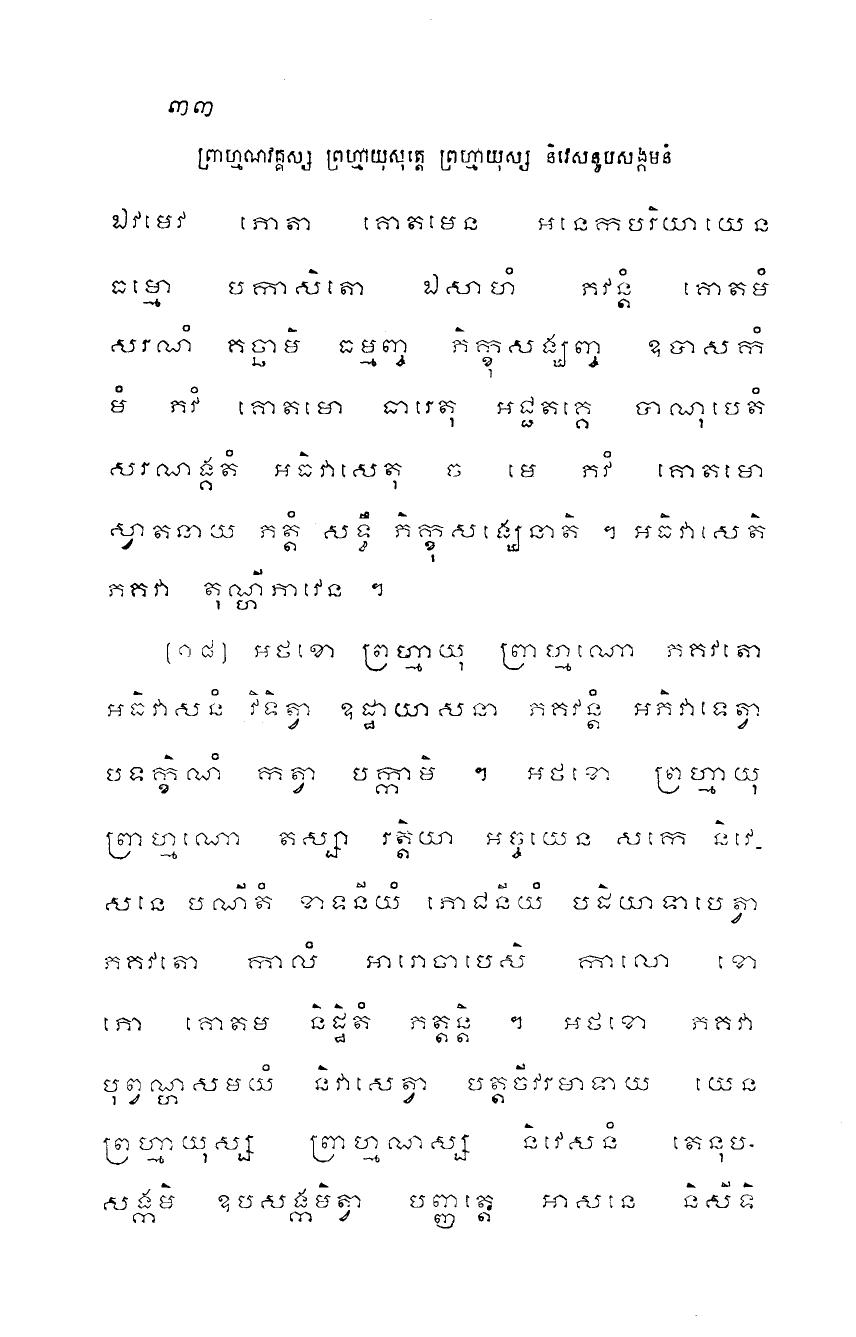 ៣៣
ព្រាហ្មណវគ្គស្ស ព្រហ្មាយុសុត្តេ ព្រហ្មាយុស្ស និវេសនូបសង្កមនំ
ឯវមេវ ភោតា គោតមេន អនេកបរិយាយេន
ធម្មោ បកាសិតោ ឯសាហំ ភវន្តំ គោតមំ
សរណំ គច្ឆាមិ ធម្មញ្ច ភិក្ខុសង្ឃញ្ច ឧបាសកំ
មំ ភវំ គោតមោ ធារេតុ អជ្ជតគ្គេ បាណុបេតំ
សរណង្គតំ អធិវាសេតុ ច មេ ភវំ គោតមោ
ស្វាតនាយ ភត្តំ សទ្ធឹ ភិក្ខុសង្ឃេនាតិ ។ អធិវាសេតិ
ភគវា តុណ្ហីភាវេន ។
[១៨] អថខោ ព្រហ្មាយុ ព្រាហ្មណោ ភគវតោ
អធិវាសនំ វិទិត្វា ឧដ្ឋាយាសនា ភគវន្តំ អភិវាទេត្វា
បទក្ខិណំ កត្វា បក្កាមិ ។ អថខោ ព្រហ្មាយុ
ព្រាហ្មណោ តស្សា រត្តិយា អច្ចយេន សកេ និវេ-
សនេ បណីតំ ខាទនីយំ ភោជនីយំ បដិយាទាបេត្វា
ភគវតោ កាលំ អារោចាបេសិ កាលោ ខោ
ភោ គោតម និដ្ឋិតំ ភត្តន្តិ ។ អថខោ ភគវា
បុព្វណ្ហសមយំ និវាសេត្វា បត្តចីវរមាទាយ យេន
ព្រហ្មាយុស្ស ព្រាហ្មណស្ស និវេសនំ តេនុប-
សង្កមិ ឧបសង្កមិត្វា បញ្ញត្តេ អាសនេ និសីទិ